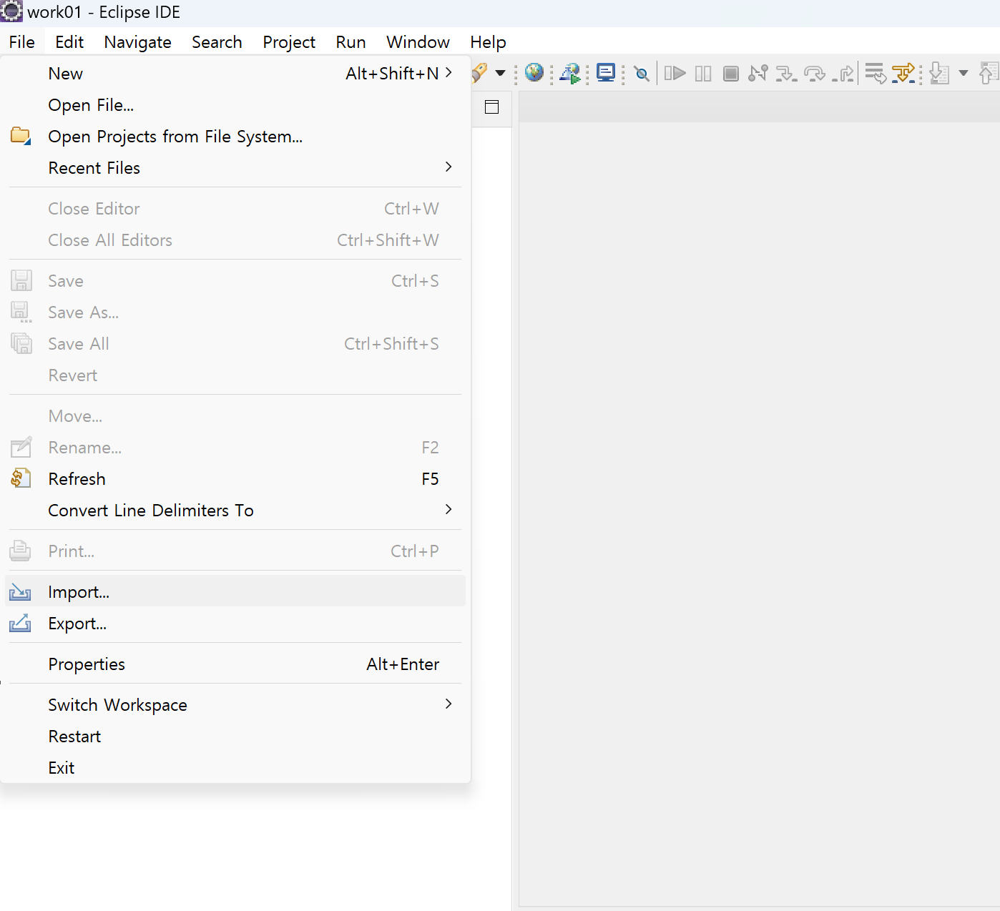 work01 - Eclipse IDE
File Edit Navigate Search Project Run Window Help
New Alt+Shift+N
Open File...
Open Projects from File System...
Recent Files
Close Editor Ctrl+W
Close All Editors Ctrl+Shift+W
Save Ctrl+S
Save As...
Save All Ctrl+Shift+S
Revert
Move...
Rename... F2
Refresh F5
Convert Line Delimiters To
Print... Ctrl+P
Import...
Export...
Properties Alt+Enter
Switch Workspace
Restart
Exit